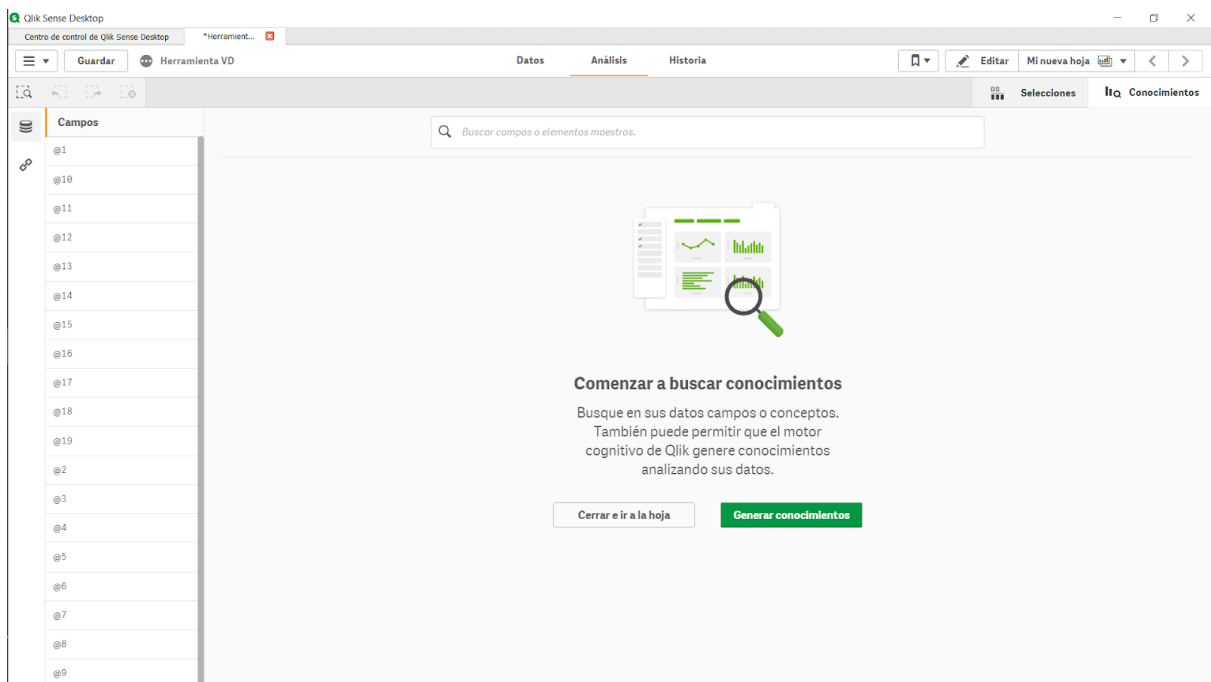 Qlik Sense Desktop
Centro de control de Qlik Sense Desktop
*Herramient...
Guardar
Herramienta VD
Datos
Análisis
Historia
Editar
Mi nueva hoja
Selecciones
Conocimientos
Campos
Buscar campos o elementos maestros.
@1
@10
@11
@12
@13
@14
@15
@16
@17
@18
@19
@2
@3
@4
@5
@6
@7
@8
@9
Comenzar a buscar conocimientos
Busque en sus datos campos o conceptos.
También puede permitir que el motor
cognitivo de Qlik genere conocimientos
analizando sus datos.
Cerrar e ir a la hoja
Generar conocimientos